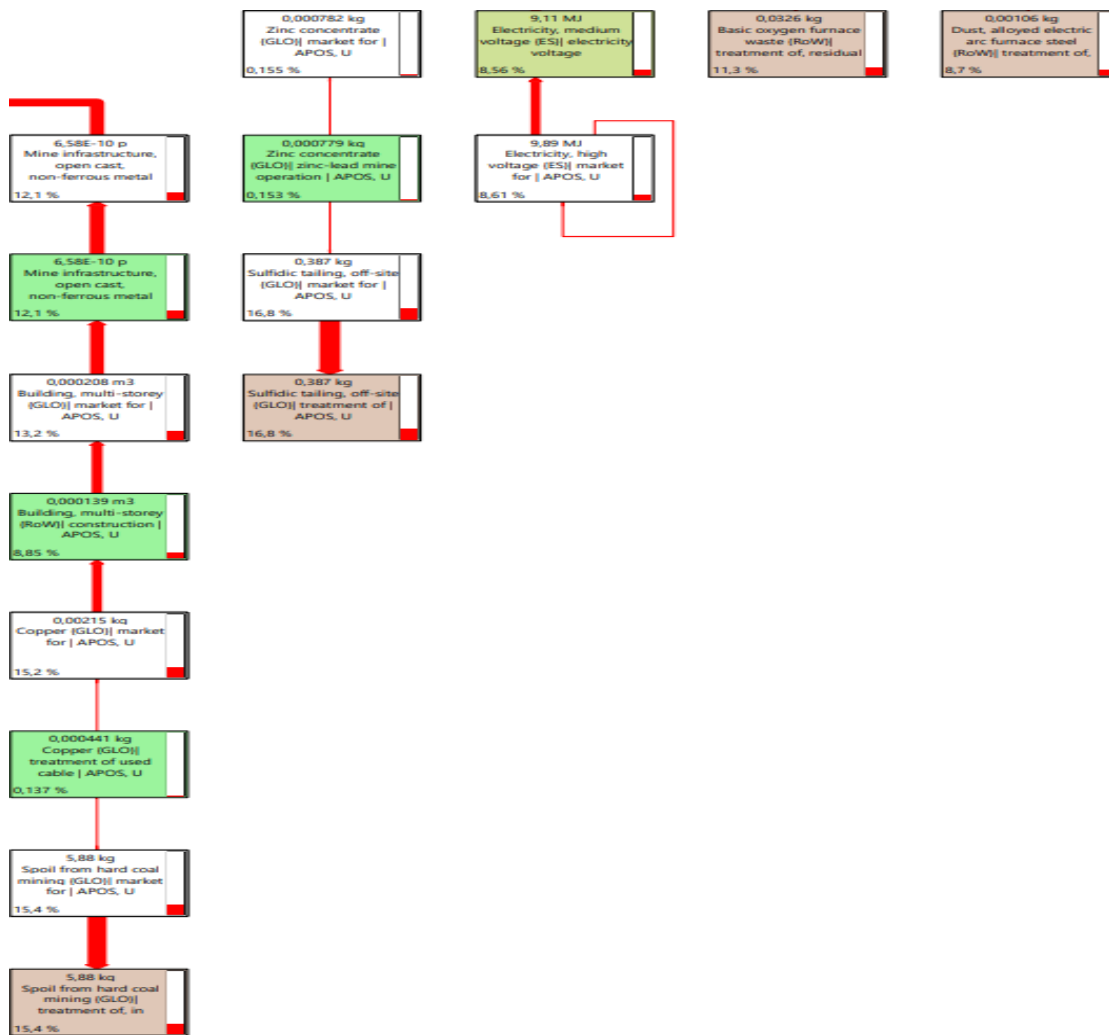 0,000782 kg
Zinc concentrate
{GLO}| market for |
APOS, U
0,155 %
9,11 MJ
Electricity, medium
voltage {ES}| electricity
voltage
8,56 %
0,0326 kg
Basic oxygen furnace
waste {RoW}|
treatment of, residual
11,3 %
0,00106 kg
Dust, alloyed electric
arc furnace steel
{RoW}| treatment of,
8,7 %
6,58E-10 p
Mine infrastructure,
open cast,
non-ferrous metal
12,1 %
0,000779 kg
Zinc concentrate
{GLO}| zinc-lead mine
operation | APOS, U
0,153 %
9,89 MJ
Electricity, high
voltage {ES}| market
for | APOS, U
8,61 %
6,58E-10 p
Mine infrastructure,
open cast,
non-ferrous metal
12,1 %
0,387 kg
Sulfidic tailing, off-site
{GLO}| market for |
APOS, U
16,8 %
0,000208 m3
Building, multi-storey
{GLO}| market for |
APOS, U
13,2 %
0,387 kg
Sulfidic tailing, off-site
{GLO}| treatment of |
APOS, U
16,8 %
0,000139 m3
Building, multi-storey
{RoW}| construction |
APOS, U
8,85 %
0,00215 kg
Copper {GLO}| market
for | APOS, U
15,2 %
0,000441 kg
Copper {GLO}|
treatment of used
cable | APOS, U
0,137 %
5,88 kg
Spoil from hard coal
mining {GLO}| market
for | APOS, U
15,4 %
5,88 kg
Spoil from hard coal
mining {GLO}|
treatment of, in
15,4 %